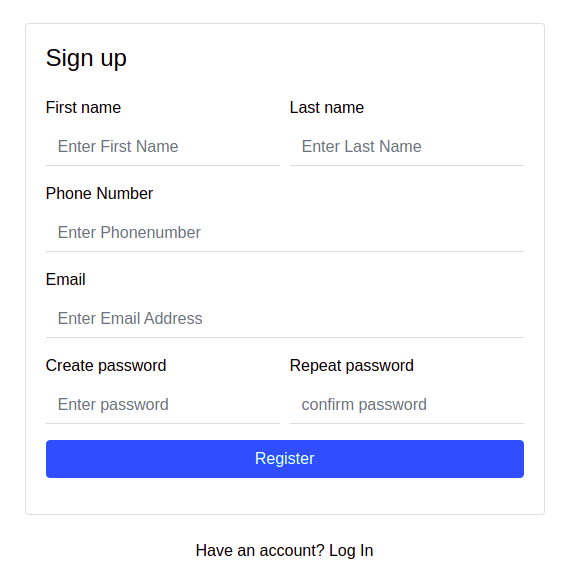 Sign up
First name Last name
Enter First Name Enter Last Name
Phone Number
Enter Phonenumber
Email
Enter Email Address
Create password Repeat password
Enter password confirm password
Register
Have an account? Log In